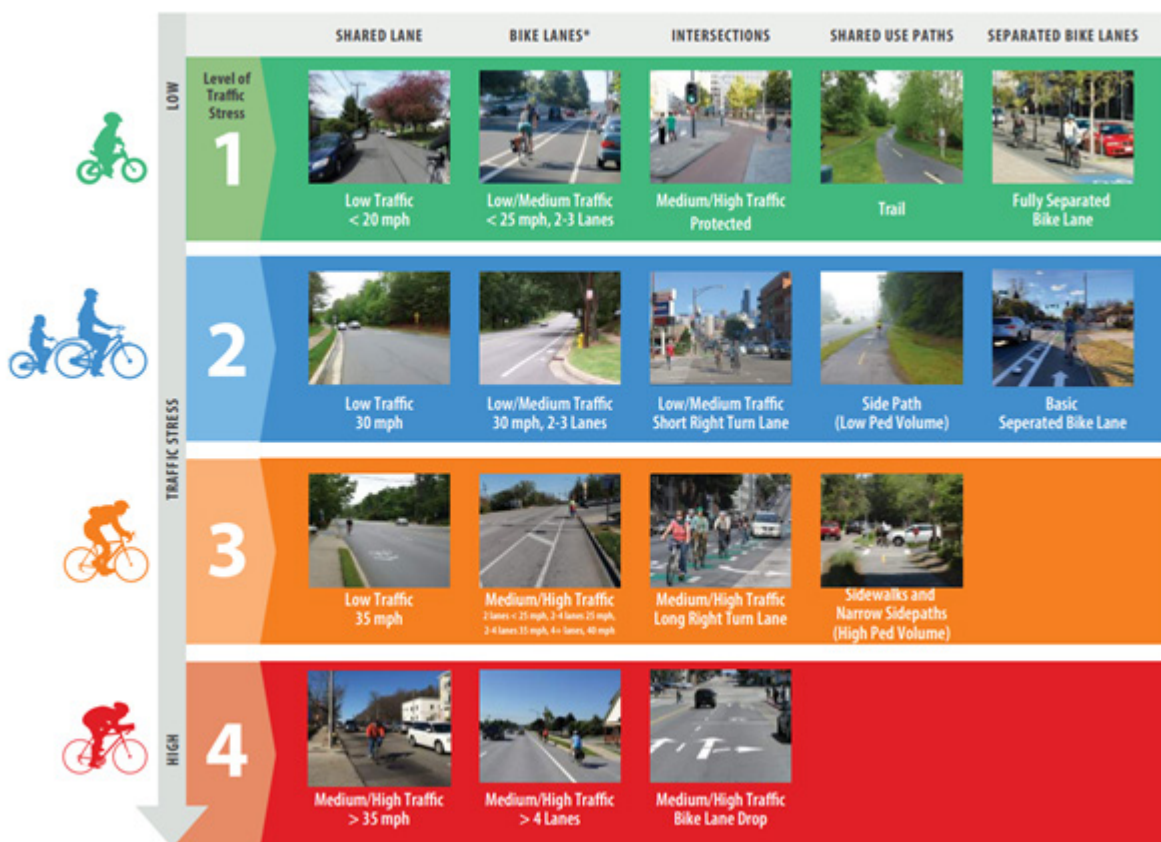 SHARED LANE
BIKE LANES*
INTERSECTIONS
SHARED USE PATHS
SEPARATED BIKE LANES
LOW
TRAFFIC STRESS
HIGH
Level of
Traffic
Stress
1
Low Traffic
< 20 mph
Low/Medium Traffic
< 25 mph, 2-3 Lanes
Medium/High Traffic
Protected
Trail
Fully Separated
Bike Lane
2
Low Traffic
30 mph
Low/Medium Traffic
30 mph, 2-3 Lanes
Low/Medium Traffic
Short Right Turn Lane
Side Path
(Low Ped Volume)
Basic
Seperated Bike Lane
3
Low Traffic
35 mph
Medium/High Traffic
2 lanes < 25 mph, 2-4 lanes 25 mph,
2-4 lanes 35 mph, 4+ lanes, 40 mph
Medium/High Traffic
Long Right Turn Lane
Sidewalks and
Narrow Sidepaths
(High Ped Volume)
4
Medium/High Traffic
> 35 mph
Medium/High Traffic
> 4 Lanes
Medium/High Traffic
Bike Lane Drop